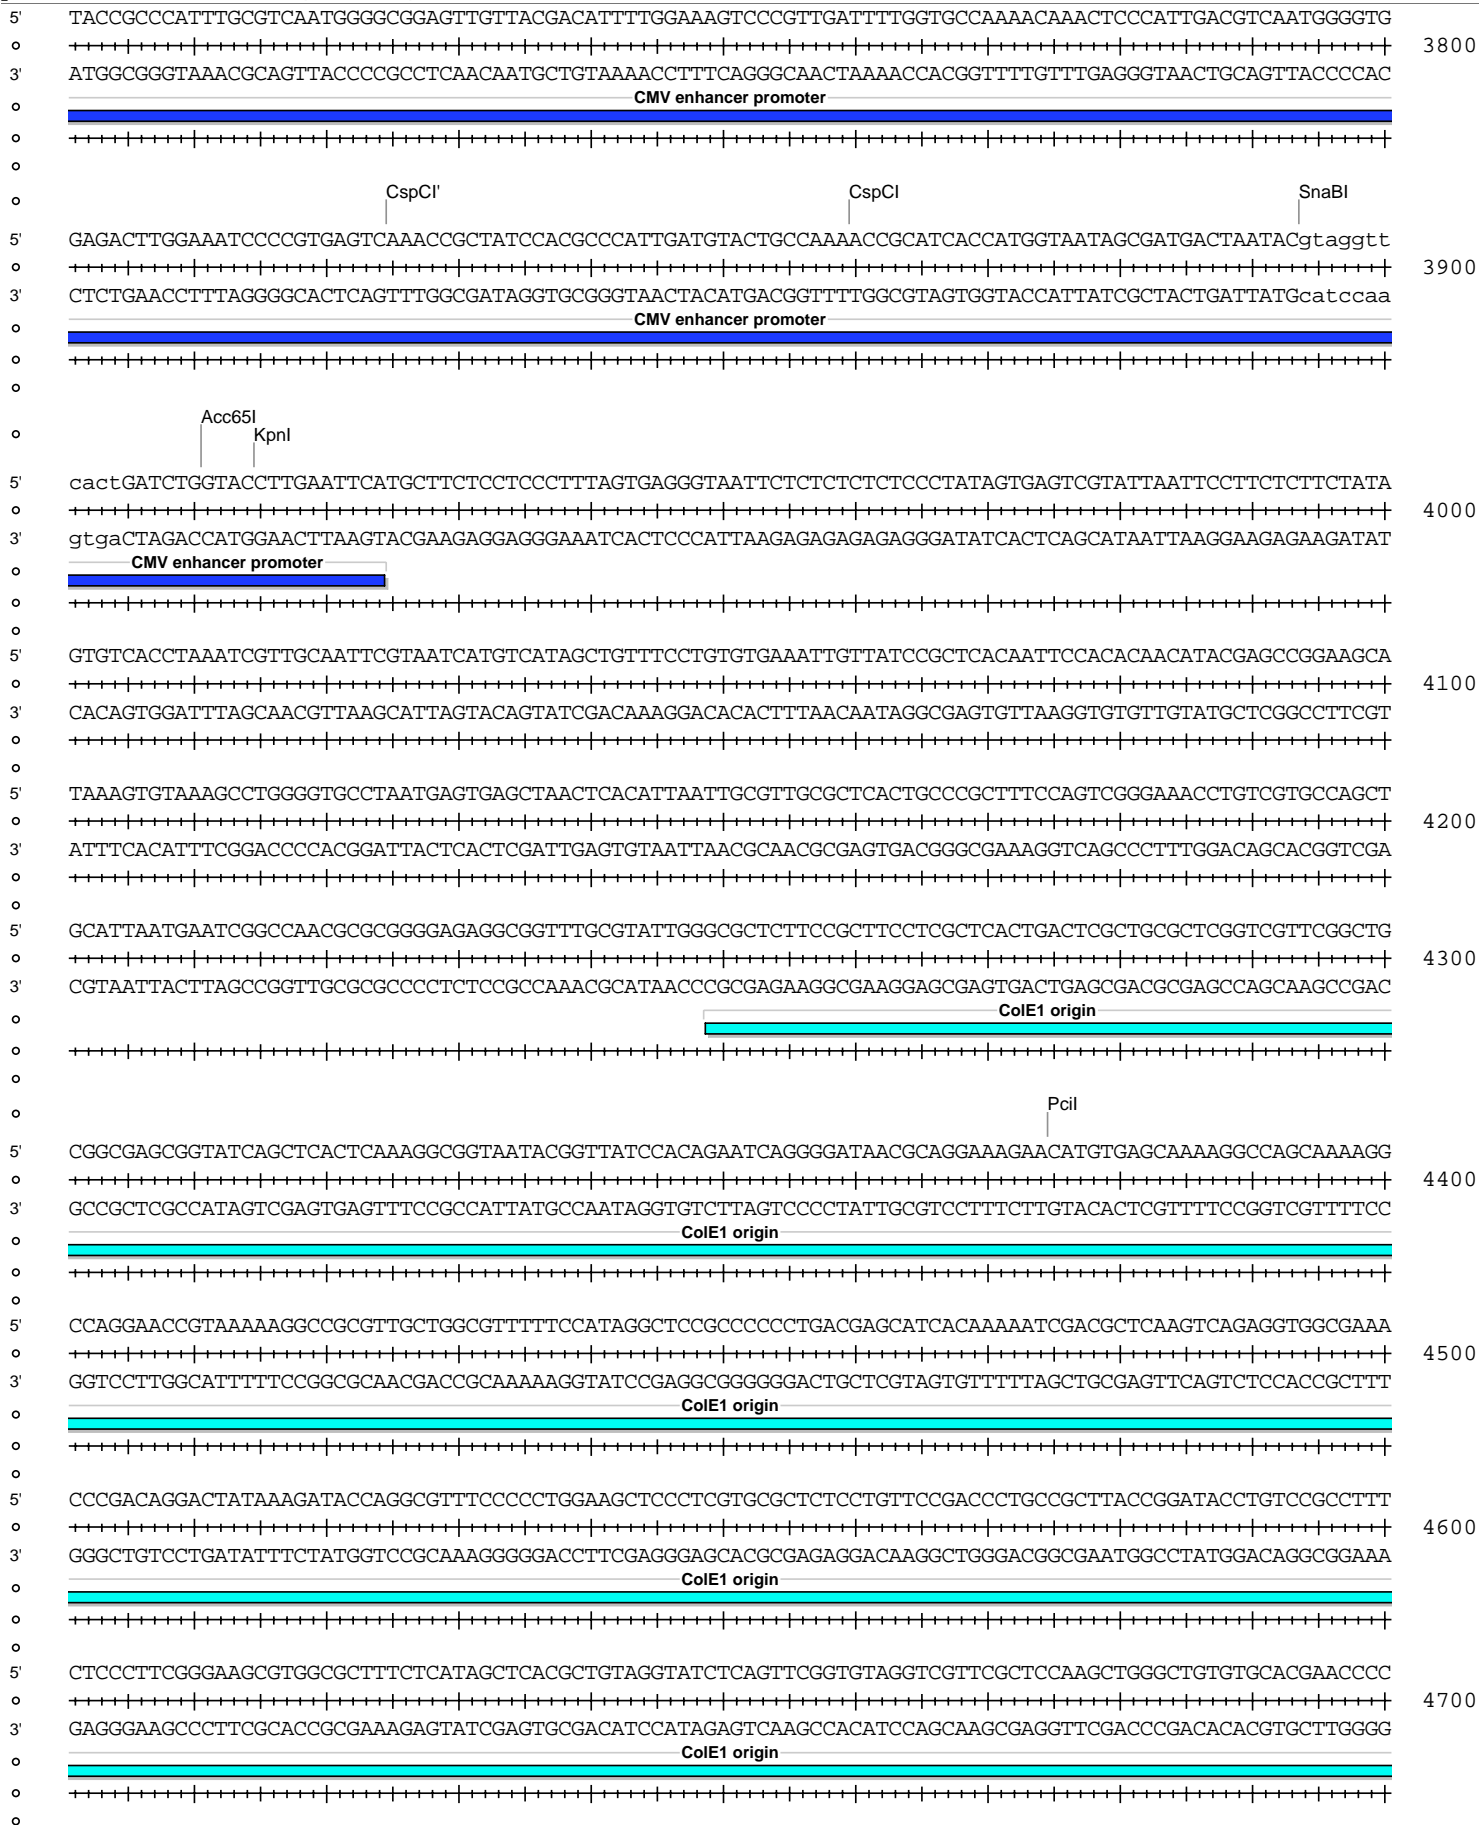 5' TACCGCCCATTTGCGTCAATGGGGCGGAGTTGTTACGACATTTTGGAAAGTCCCGTTGATTTTGGTGCCAAAACAAACTCCCATTGACGTCAATGGGGTG
3800
3' ATGGCGGGTAAACGCAGTTACCCCGCCTCAACAATGCTGTAAAACCTTTCAGGGCAACTAAAACCACGGTTTTGTTTGAGGGTAACTGCAGTTACCCCAC
CMV enhancer promoter
CspCI' CspCI SnaBI
5' GAGACTTGGAAATCCCCGTGAGTCAAACCGCTATCCACGCCCATTGATGTACTGCCAAAACCGCATCACCATGGTAATAGCGATGACTAATACgtaggtt
3900
3' CTCTGAACCTTTAGGGGCACTCAGTTTGGCGATAGGTGCGGGTAACTACATGACGGTTTTGGCGTAGTGGTACCATTATCGCTACTGATTATGcatccaa
CMV enhancer promoter
Acc65I
KpnI
5' cactGATCTGGTACCTTGAATTCATGCTTCTCCTCCCTTTAGTGAGGGTAATTCTCTCTCTCTCCCTATAGTGAGTCGTATTAATTCCTTCTCTTCTATA
4000
3' gtgaCTAGACCATGGAACTTAAGTACGAAGAGGAGGGAAATCACTCCCATTAAGAGAGAGAGAGGGATATCACTCAGCATAATTAAGGAAGAGAAGATAT
CMV enhancer promoter
5' GTGTCACCTAAATCGTTGCAATTCGTAATCATGTCATAGCTGTTTCCTGTGTGAAATTGTTATCCGCTCACAATTCCACACAACATACGAGCCGGAAGCA
4100
3' CACAGTGGATTTAGCAACGTTAAGCATTAGTACAGTATCGACAAAGGACACACTTTAACAATAGGCGAGTGTTAAGGTGTGTTGTATGCTCGGCCTTCGT
5' TAAAGTGTAAAGCCTGGGGTGCCTAATGAGTGAGCTAACTCACATTAATTGCGTTGCGCTCACTGCCCGCTTTCCAGTCGGGAAACCTGTCGTGCCAGCT
4200
3' ATTTCACATTTCGGACCCCACGGATTACTCACTCGATTGAGTGTAATTAACGCAACGCGAGTGACGGGCGAAAGGTCAGCCCTTTGGACAGCACGGTCGA
5' GCATTAATGAATCGGCCAACGCGCGGGGAGAGGCGGTTTGCGTATTGGGCGCTCTTCCGCTTCCTCGCTCACTGACTCGCTGCGCTCGGTCGTTCGGCTG
4300
3' CGTAATTACTTAGCCGGTTGCGCGCCCCTCTCCGCCAAACGCATAACCCGCGAGAAGGCGAAGGAGCGAGTGACTGAGCGACGCGAGCCAGCAAGCCGAC
ColE1 origin
PciI
5' CGGCGAGCGGTATCAGCTCACTCAAAGGCGGTAATACGGTTATCCACAGAATCAGGGGATAACGCAGGAAAGAACATGTGAGCAAAAGGCCAGCAAAAGG
4400
3' GCCGCTCGCCATAGTCGAGTGAGTTTCCGCCATTATGCCAATAGGTGTCTTAGTCCCCTATTGCGTCCTTTCTTGTACACTCGTTTTCCGGTCGTTTTCC
ColE1 origin
5' CCAGGAACCGTAAAAAGGCCGCGTTGCTGGCGTTTTTCCATAGGCTCCGCCCCCCTGACGAGCATCACAAAAATCGACGCTCAAGTCAGAGGTGGCGAAA
4500
3' GGTCCTTGGCATTTTTCCGGCGCAACGACCGCAAAAAGGTATCCGAGGCGGGGGGACTGCTCGTAGTGTTTTTAGCTGCGAGTTCAGTCTCCACCGCTTT
ColE1 origin
5' CCCGACAGGACTATAAAGATACCAGGCGTTTCCCCCTGGAAGCTCCCTCGTGCGCTCTCCTGTTCCGACCCTGCCGCTTACCGGATACCTGTCCGCCTTT
4600
3' GGGCTGTCCTGATATTTCTATGGTCCGCAAAGGGGGACCTTCGAGGGAGCACGCGAGAGGACAAGGCTGGGACGGCGAATGGCCTATGGACAGGCGGAAA
ColE1 origin
5' CTCCCTTCGGGAAGCGTGGCGCTTTCTCATAGCTCACGCTGTAGGTATCTCAGTTCGGTGTAGGTCGTTCGCTCCAAGCTGGGCTGTGTGCACGAACCCC
4700
3' GAGGGAAGCCCTTCGCACCGCGAAAGAGTATCGAGTGCGACATCCATAGAGTCAAGCCACATCCAGCAAGCGAGGTTCGACCCGACACACGTGCTTGGGG
ColE1 origin